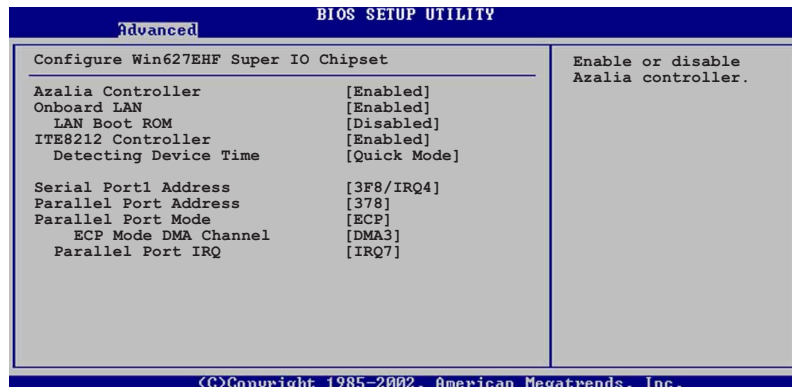 BIOS SETUP UTILITY
Advanced
Configure Win627EHF Super IO Chipset
Azalia Controller [Enabled]
Onboard LAN [Enabled]
LAN Boot ROM [Disabled]
ITE8212 Controller [Enabled]
Detecting Device Time [Quick Mode]
Serial Port1 Address [3F8/IRQ4]
Parallel Port Address [378]
Parallel Port Mode [ECP]
ECP Mode DMA Channel [DMA3]
Parallel Port IRQ [IRQ7]
Enable or disable
Azalia controller.
(C)Copyright 1985-2002, American Megatrends, Inc.